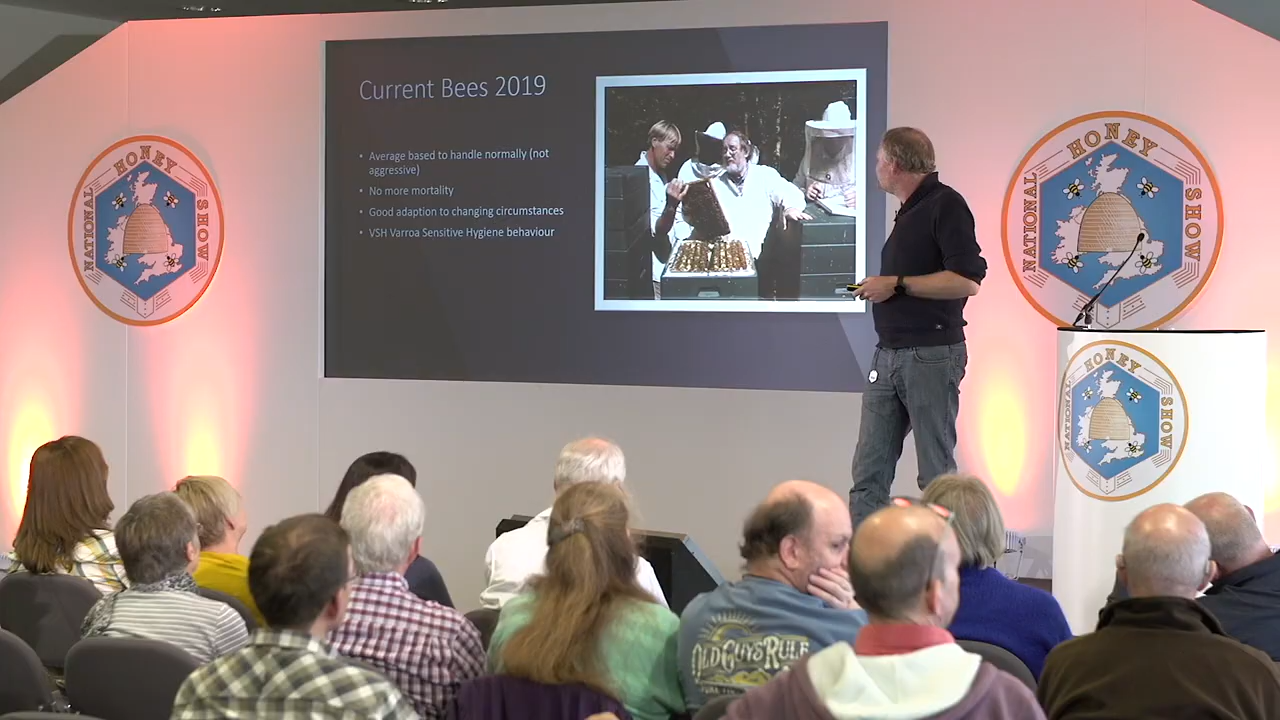 Current Bees 2019
• Average based to handle normally (not
aggressive)
• No more mortality
• Good adaption to changing circumstances
• VSH Varroa Sensitive Hygiene behaviour
NATIONAL HONEY SHOW
NATIONAL HONEY SHOW
NATIONAL HONEY SHOW
OLD GUYS RULE